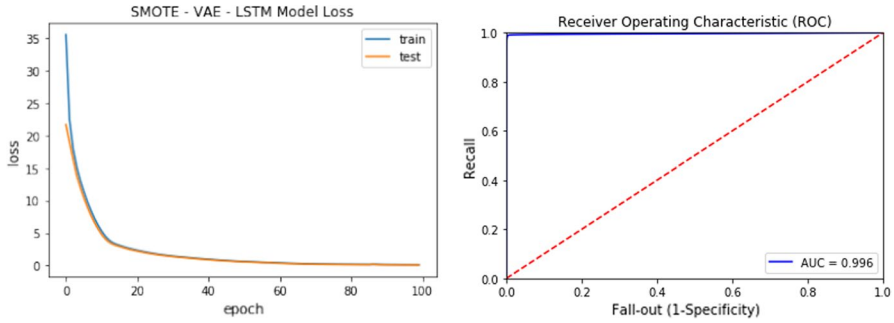 SMOTE - VAE - LSTM Model Loss
train
test
35
30
25
20
15
10
5
0
loss
0 20 40 60 80 100
epoch
Receiver Operating Characteristic (ROC)
1.0
0.8
0.6
0.4
0.2
0.0
Recall
AUC = 0.996
0.0 0.2 0.4 0.6 0.8 1.0
Fall-out (1-Specificity)